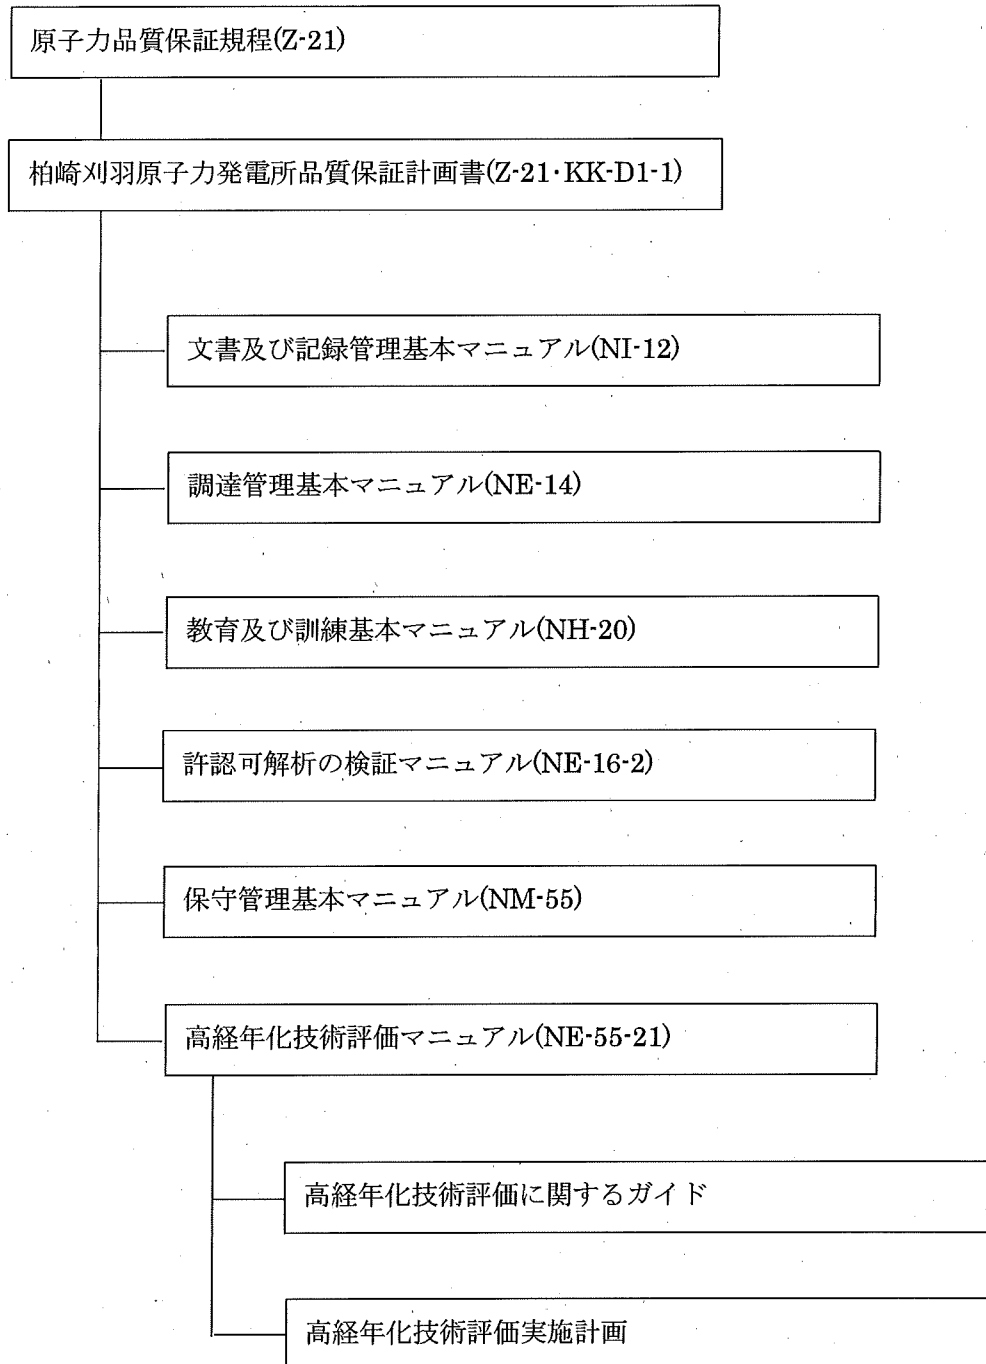 原子力品質保証規程(Z-21)
柏崎刈羽原子力発電所品質保証計画書(Z-21・KK-D1-1)
文書及び記録管理基本マニュアル(NI-12)
調達管理基本マニュアル(NE-14)
教育及び訓練基本マニュアル(NH-20)
許認可解析の検証マニュアル(NE-16-2)
保守管理基本マニュアル(NM-55)
高経年化技術評価マニュアル(NE-55-21)
高経年化技術評価に関するガイド
高経年化技術評価実施計画